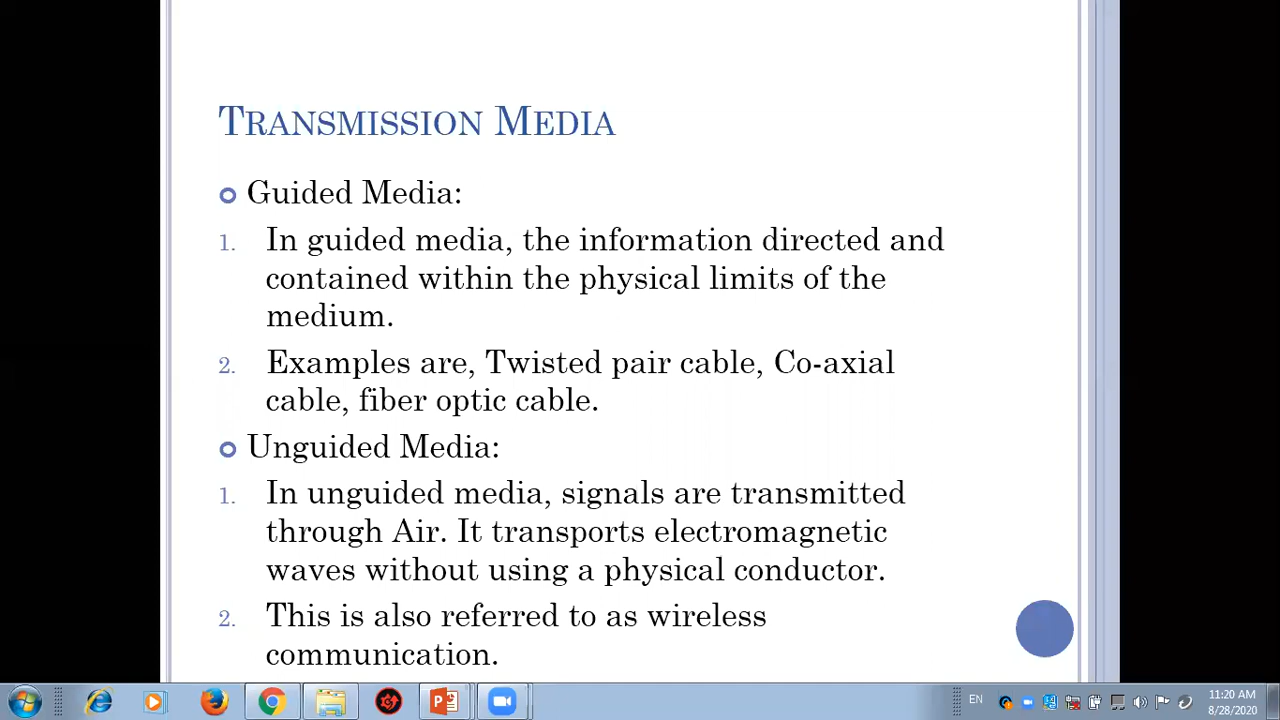 TRANSMISSION MEDIA
Guided Media:
1. In guided media, the information directed and
contained within the physical limits of the
medium.
2. Examples are, Twisted pair cable, Co-axial
cable, fiber optic cable.
Unguided Media:
1. In unguided media, signals are transmitted
through Air. It transports electromagnetic
waves without using a physical conductor.
2. This is also referred to as wireless
communication.
EN
11:20 AM
8/28/2020